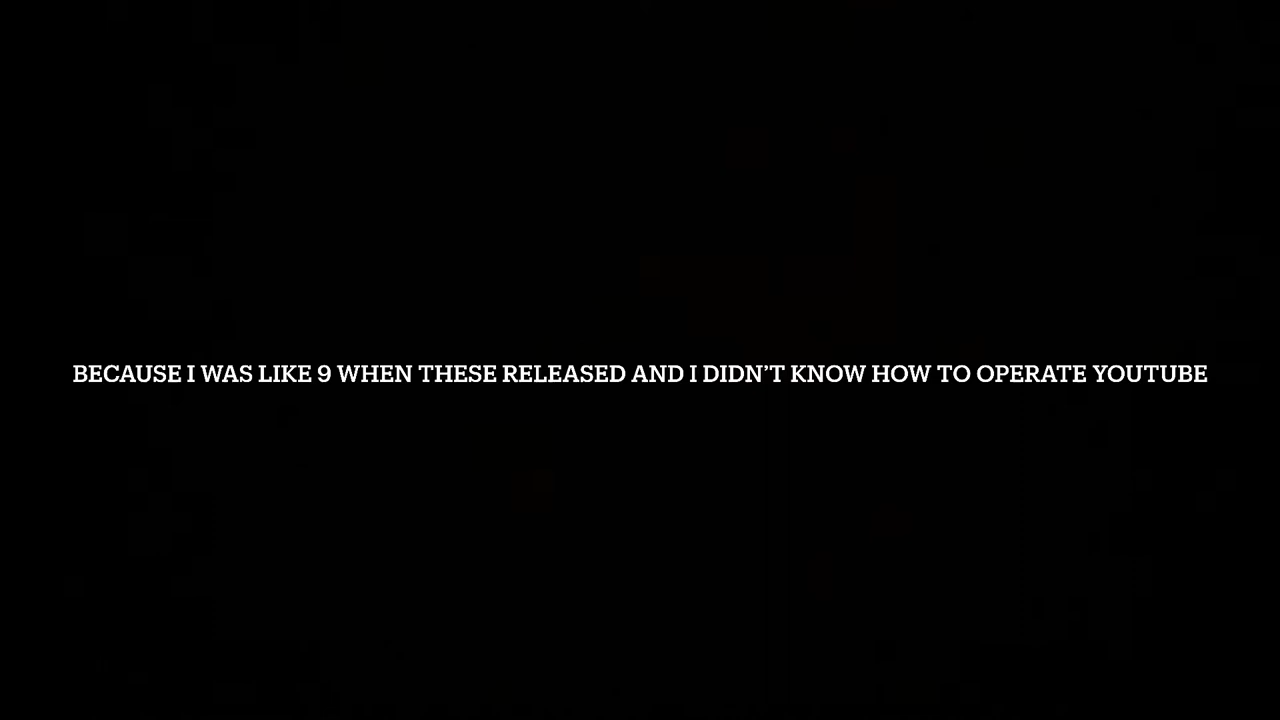 BECAUSE I WAS LIKE 9 WHEN THESE RELEASED AND I DIDN’T KNOW HOW TO OPERATE YOUTUBE